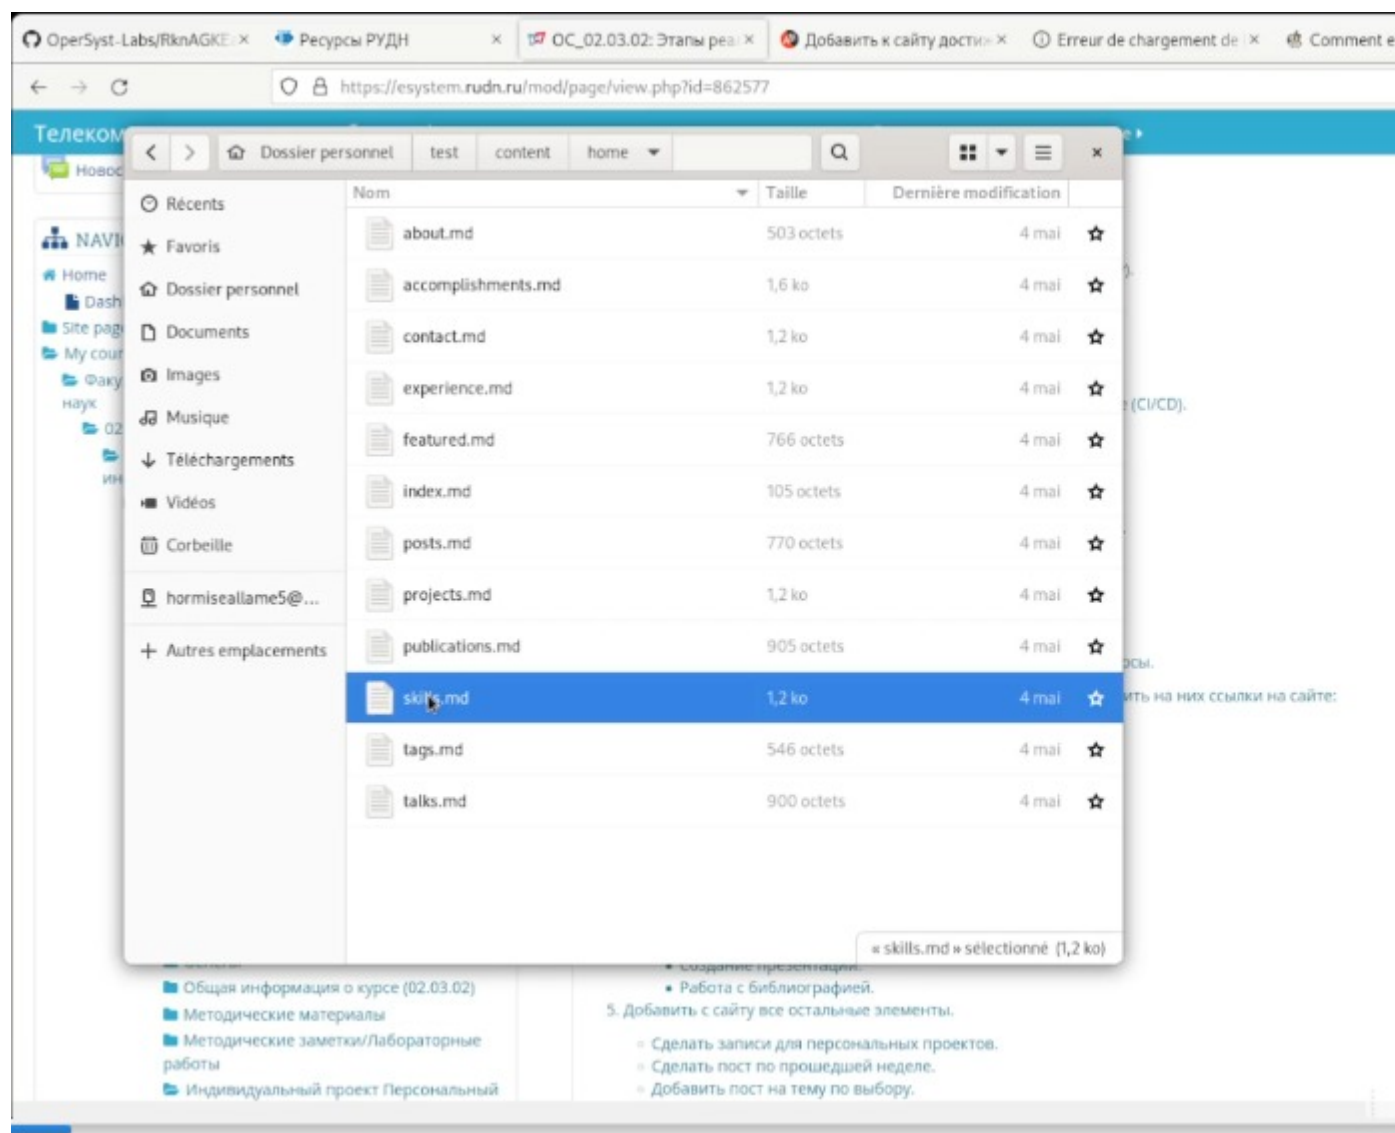 OperSyst-Labs/RknAGKE
Ресурсы РУДН
ОС_02.03.02: Этапы реа
Добавить к сайту дости
Erreur de chargement de
Comment e
https://esystem.rudn.ru/mod/page/view.php?id=862577
Телеком
Новос
NAVI
Home
Dash
Site pag
My cour
Факу
наук
02
ин
Dossier personnel
test
content
home
Récents
Favoris
Dossier personnel
Documents
Images
Musique
Téléchargements
Vidéos
Corbeille
hormiseallame5@...
Autres emplacements
Nom Taille Dernière modification
about.md 503 octets 4 mai
accomplishments.md 1,6 ko 4 mai
contact.md 1,2 ko 4 mai
experience.md 1,2 ko 4 mai
featured.md 766 octets 4 mai
index.md 105 octets 4 mai
posts.md 770 octets 4 mai
projects.md 1,2 ko 4 mai
publications.md 905 octets 4 mai
skills.md 1,2 ko 4 mai
tags.md 546 octets 4 mai
talks.md 900 octets 4 mai
« skills.md » sélectionné (1,2 ko)
(CI/CD).
рсы.
ить на них ссылки на сайте:
General
Общая информация о курсе (02.03.02)
Методические материалы
Методические заметки/Лабораторные
работы
Индивидуальный проект Персональный
Создание презентации.
Работа с библиографией.
5. Добавить с сайту все остальные элементы.
Сделать записи для персональных проектов.
Сделать пост по прошедшей неделе.
Добавить пост на тему по выбору.